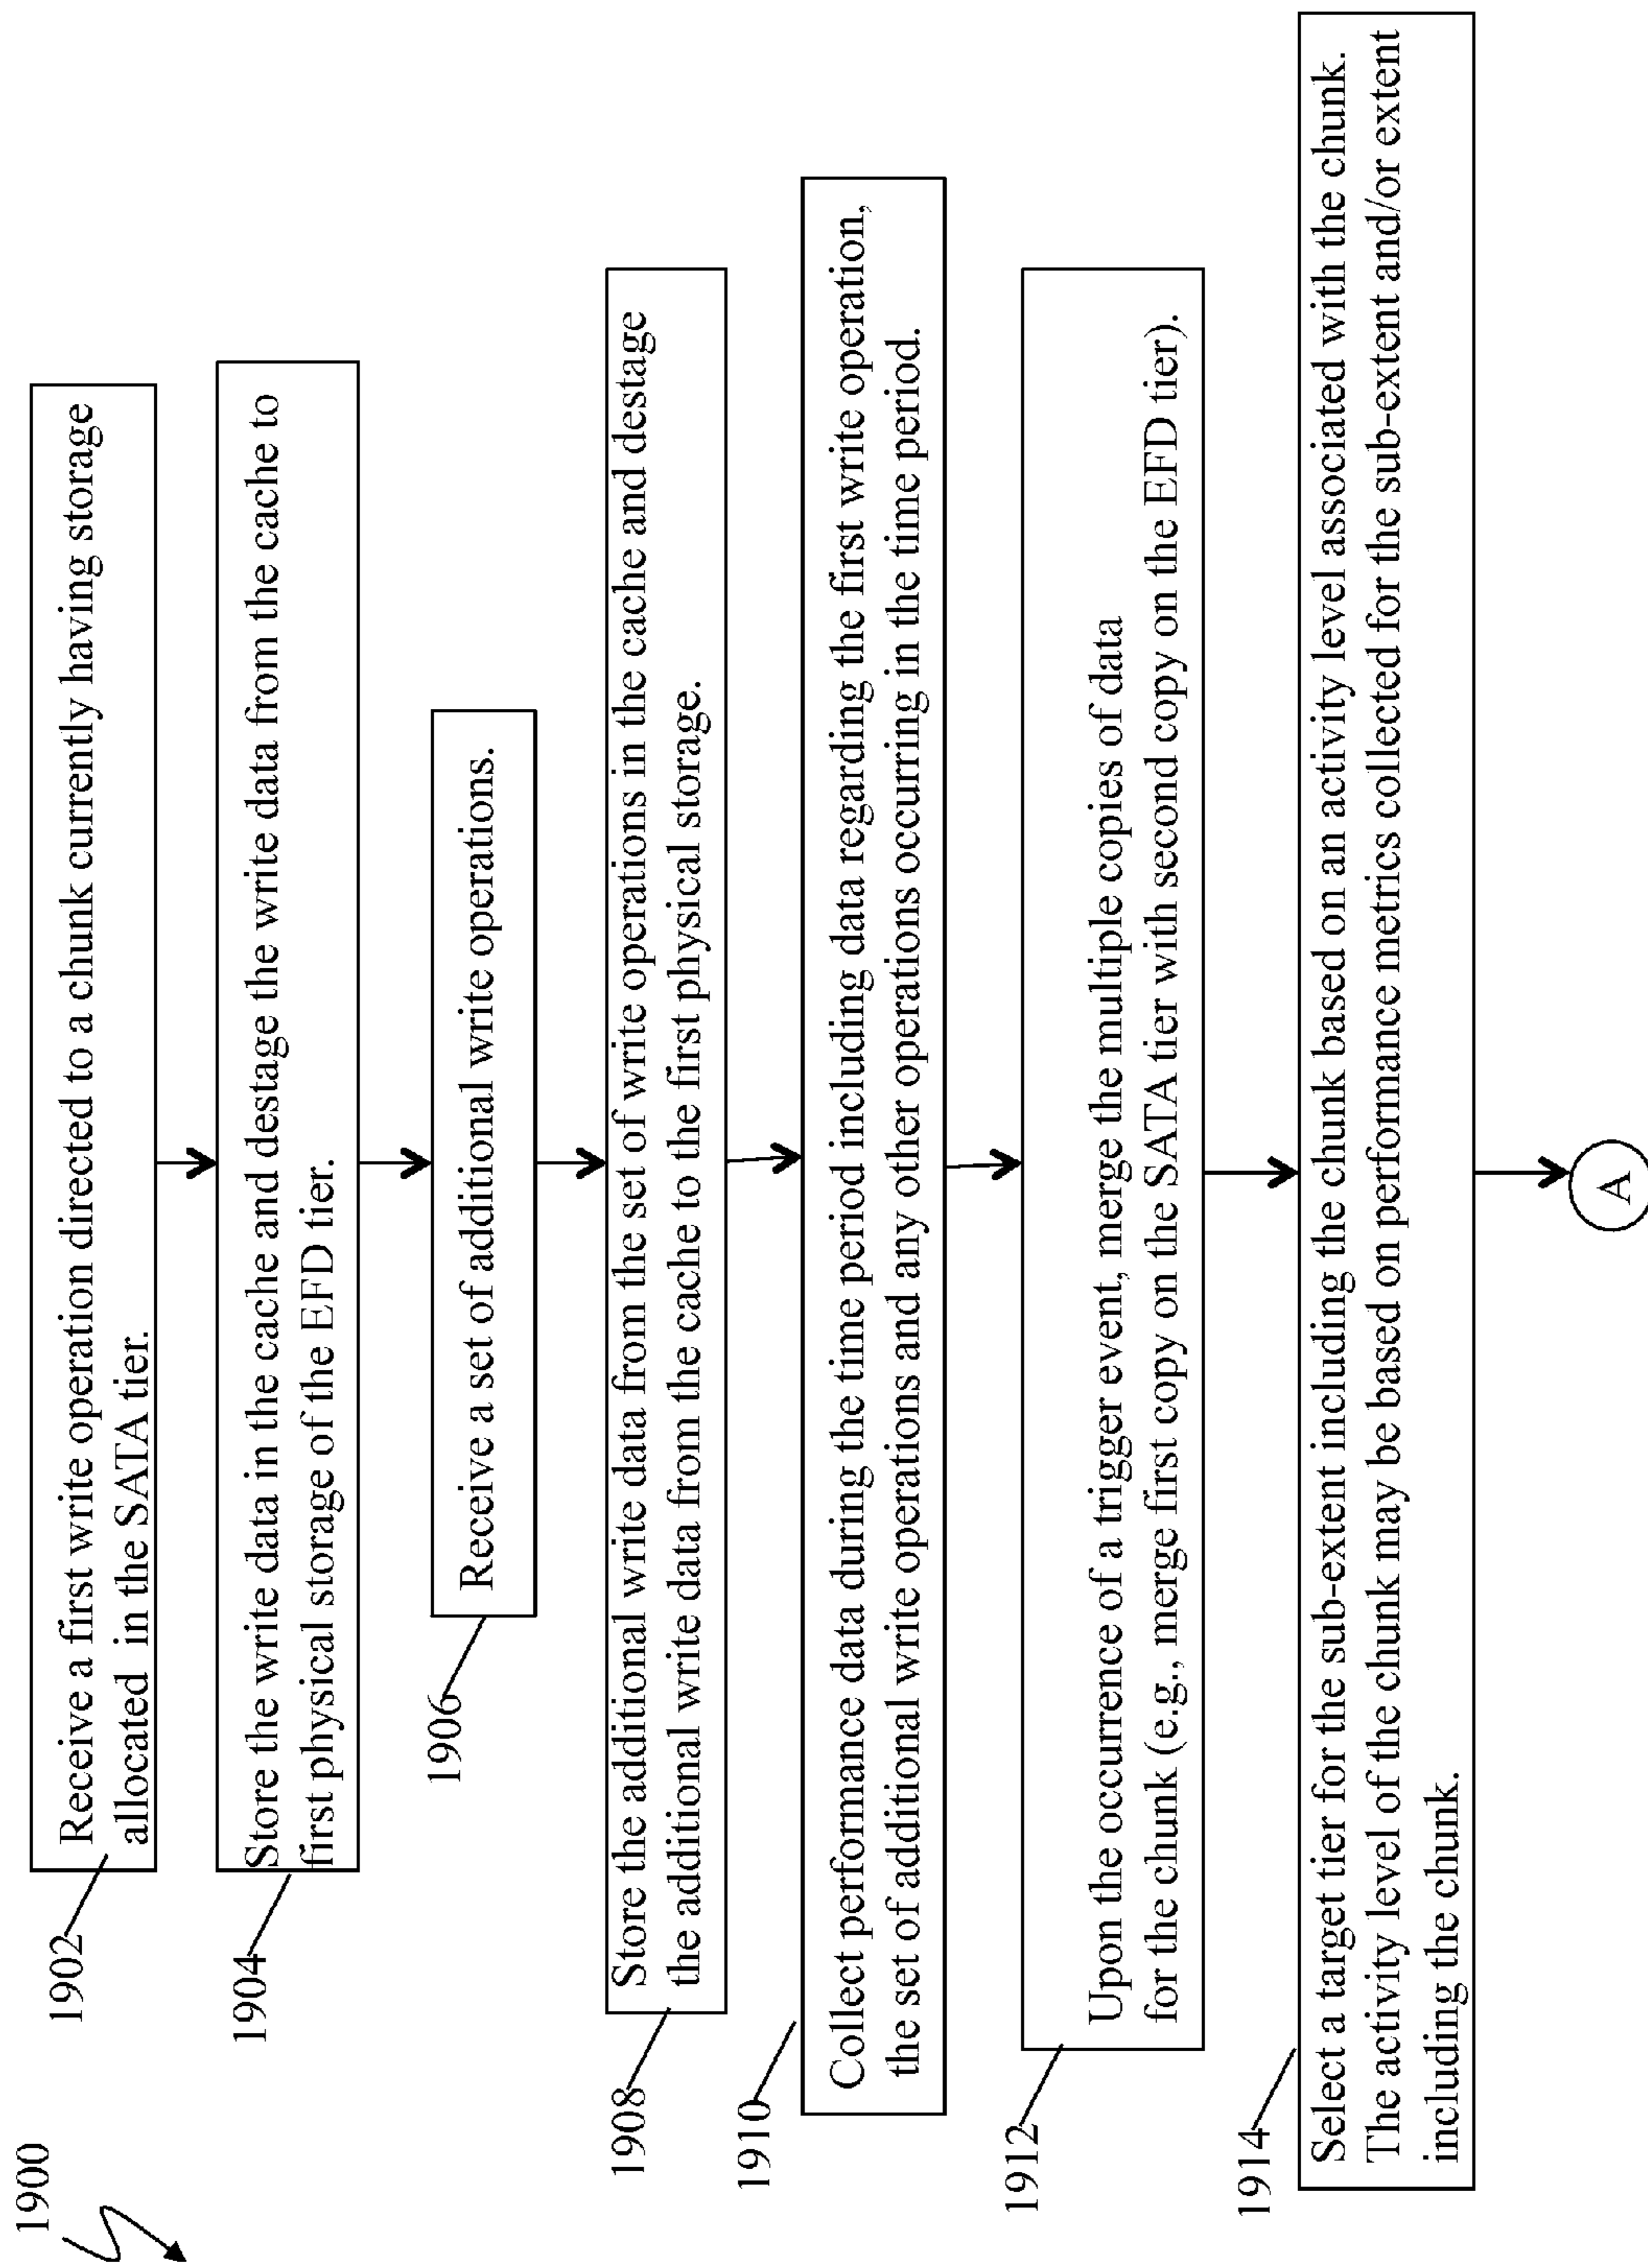 1900
1902
Receive a first write operation directed to a chunk currently having storage
allocated in the SATA tier.
1904
Store the write data in the cache and destage the write data from the cache to
first physical storage of the EFD tier.
1906
Receive a set of additional write operations.
1908
Store the additional write data from the set of write operations in the cache and destage
the additional write data from the cache to the first physical storage.
1910
Collect performance data during the time period including data regarding the first write operation,
the set of additional write operations and any other operations occurring in the time period.
1912
Upon the occurrence of a trigger event, merge the multiple copies of data
for the chunk (e.g., merge first copy on the SATA tier with second copy on the EFD tier).
1914
Select a target tier for the sub-extent including the chunk based on an activity level associated with the chunk.
The activity level of the chunk may be based on performance metrics collected for the sub-extent and/or extent
including the chunk.
A